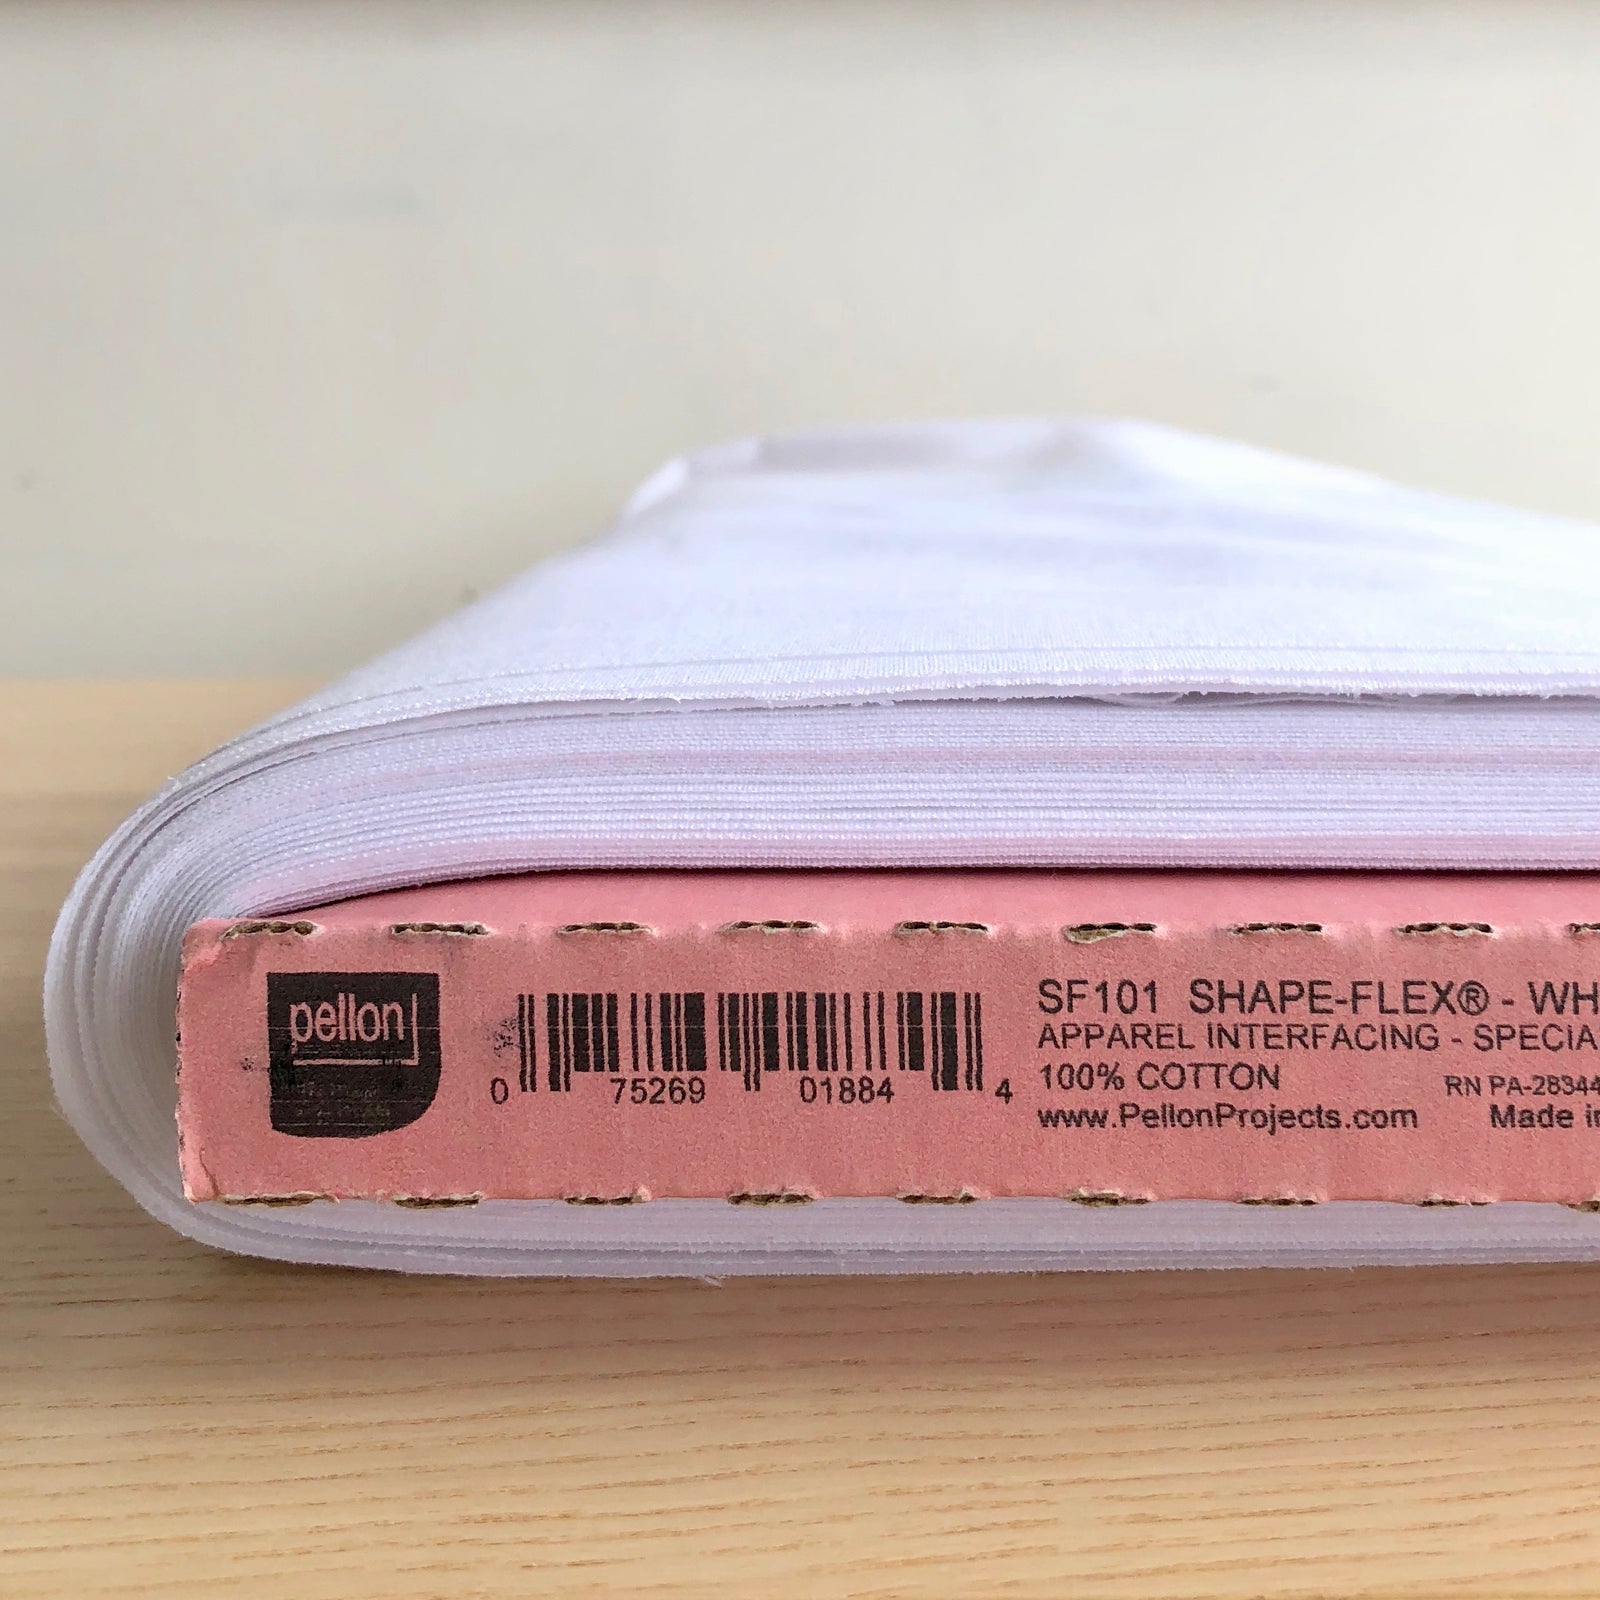 pellon
0 75269 01884 4
SF101 SHAPE-FLEX® - WH
APPAREL INTERFACING - SPECIA
100% COTTON RN PA-28344
www.PellonProjects.com Made in